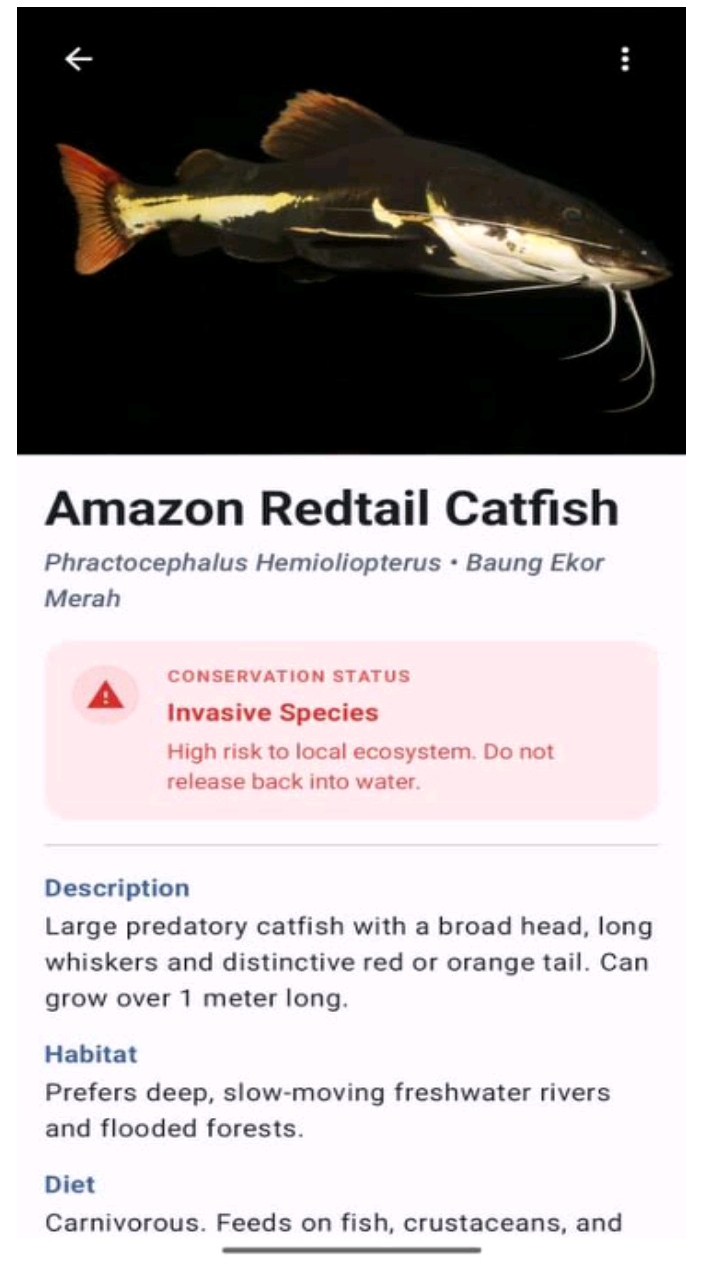 Amazon Redtail Catfish
Phractocephalus Hemioliopterus • Baung Ekor
Merah
CONSERVATION STATUS
Invasive Species
High risk to local ecosystem. Do not
release back into water.
Description
Large predatory catfish with a broad head, long
whiskers and distinctive red or orange tail. Can
grow over 1 meter long.
Habitat
Prefers deep, slow-moving freshwater rivers
and flooded forests.
Diet
Carnivorous. Feeds on fish, crustaceans, and